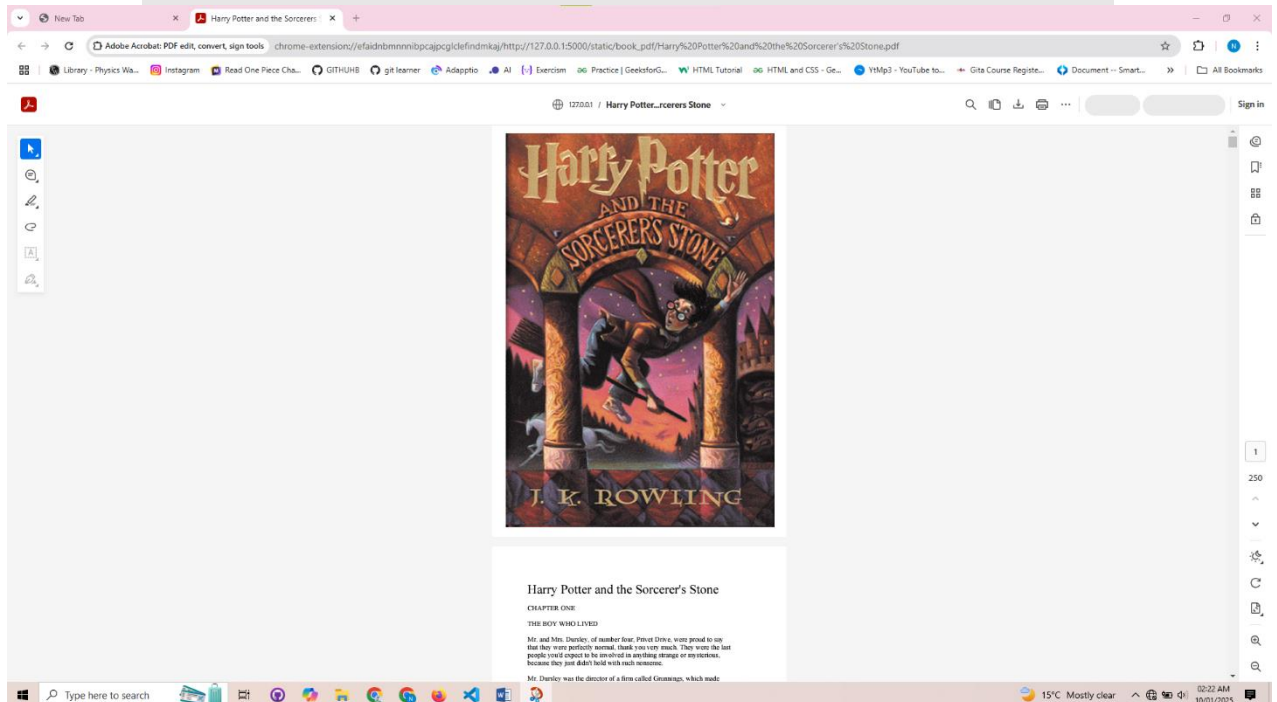 New Tab
Harry Potter and the Sorcerers
Adobe Acrobat: PDF edit, convert, sign tools
chrome-extension://efaidnbmnnnibpcajpcglclefindmkaj/http://127.0.0.1:5000/static/book_pdf/Harry%20Potter%20and%20the%20Sorcerer's%20Stone.pdf
N
Library - Physics Wa...
Instagram
Read One Piece Cha...
GITHUHB
git learner
Adapptio
AI
Exercism
Practice | GeeksforG...
HTML Tutorial
HTML and CSS - Ge...
YtMp3 - YouTube to...
Gita Course Registe...
Document -- Smart...
All Bookmarks
127.0.0.1 / Harry Potter...rcerers Stone
Sign in
Harry Potter
AND THE
SORCERER'S STONE
J. K. ROWLING
1
250
Harry Potter and the Sorcerer's Stone
CHAPTER ONE
THE BOY WHO LIVED
Mr. and Mrs. Dursley, of number four, Privet Drive, were proud to say
that they were perfectly normal, thank you very much. They were the last
people you'd expect to be involved in anything strange or mysterious,
because they just didn't hold with such nonsense.
Mr. Dursley was the director of a firm called Grunnings, which made
Type here to search
15°C Mostly clear
02:22 AM
10/01/2025